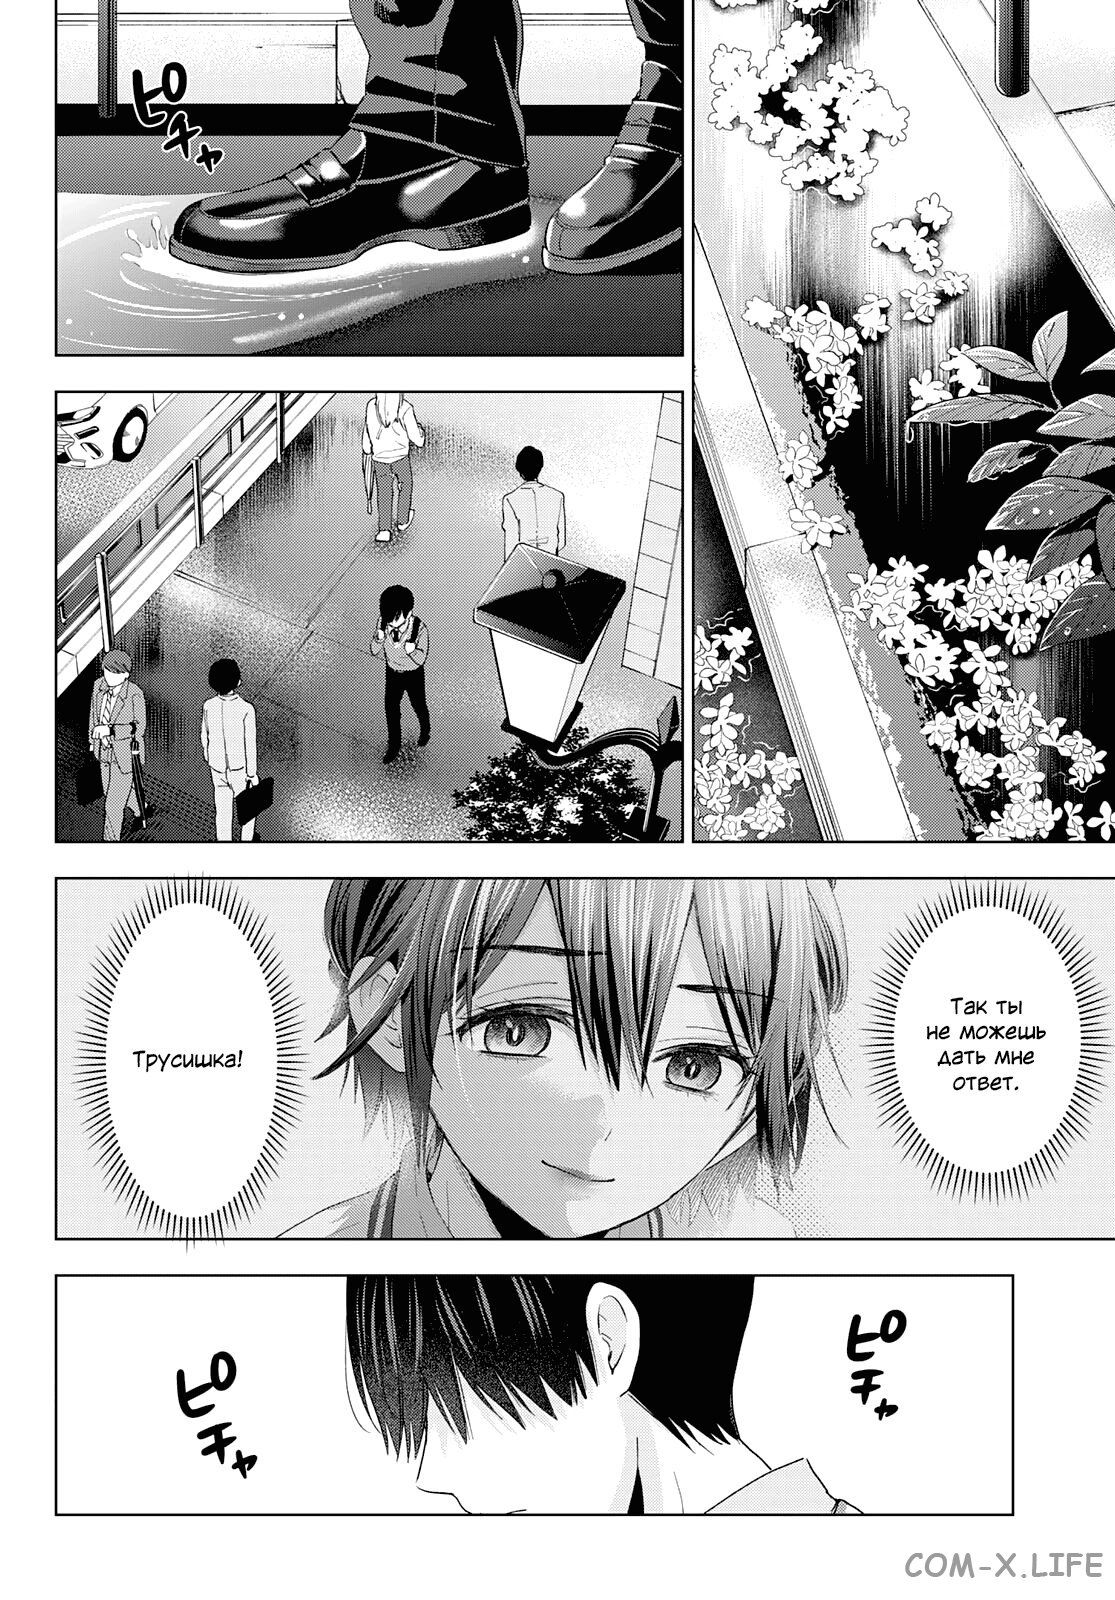 ピチャ
Так ты
не можешь
дать мне
ответ.
Трусишка!
ピチャ
ピチャ
COM-X.LIFE